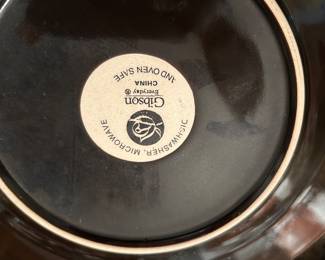 Gibson
Everyday ®
CHINA
DISHWASHER, MICROWAVE
AND OVEN SAFE